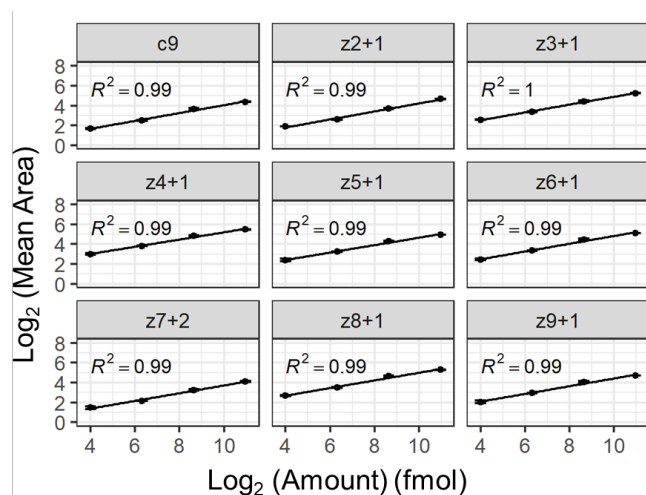 c9 z2+1 z3+1
8
6
4
2
0
R² = 0.99 R² = 0.99 R² = 1
z4+1 z5+1 z6+1
8
6
4
2
0
R² = 0.99 R² = 0.99 R² = 0.99
z7+2 z8+1 z9+1
8
6
4
2
0
R² = 0.99 R² = 0.99 R² = 0.99
4 6 8 10 4 6 8 10 4 6 8 10
Log₂ (Mean Area)
Log₂ (Amount) (fmol)